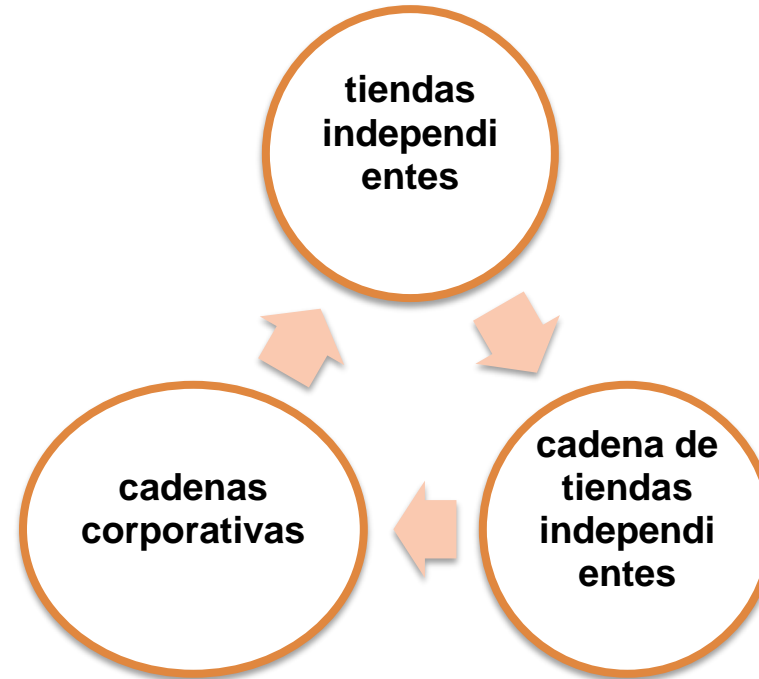 tiendas
independi
entes
cadena de
tiendas
independi
entes
cadenas
corporativas